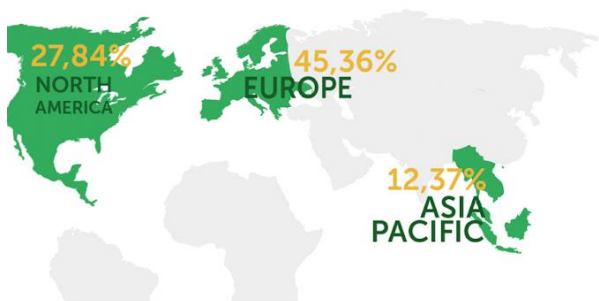 27,84%
NORTH
AMERICA
45,36%
EUROPE
12,37%
ASIA
PACIFIC